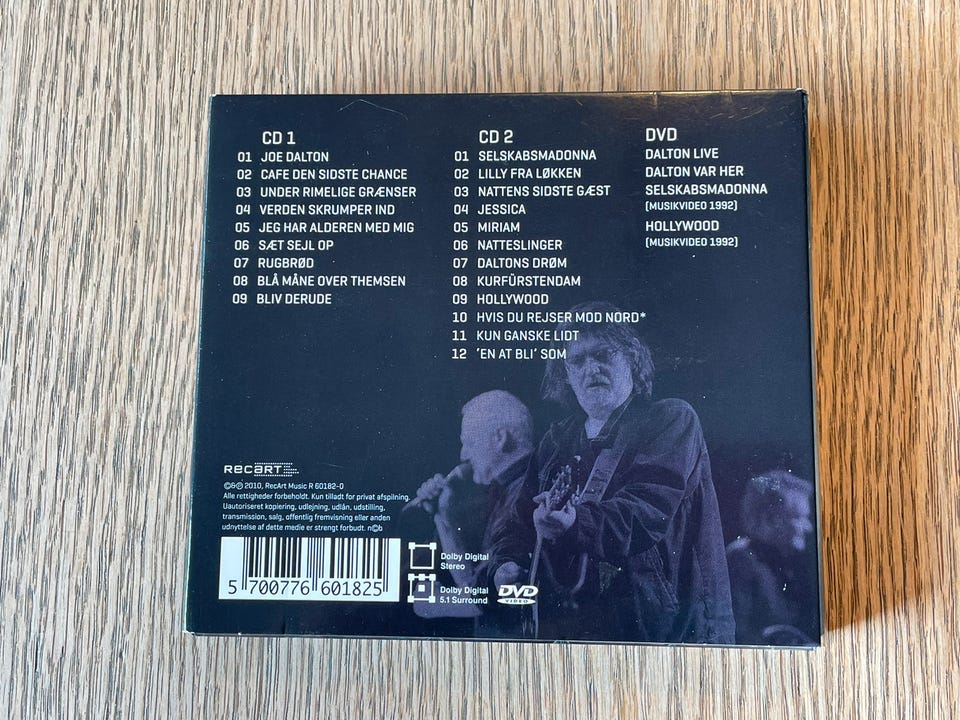 CD 1
01 JOE DALTON
02 CAFE DEN SIDSTE CHANCE
03 UNDER RIMELIGE GRÆNSER
04 VERDEN SKRUMPER IND
05 JEG HAR ALDEREN MED MIG
06 SÆT SEJL OP
07 RUGBRØD
08 BLÅ MÅNE OVER THEMSEN
09 BLIV DERUDE
CD 2
01 SELSKABSMADONNA
02 LILLY FRA LØKKEN
03 NATTENS SIDSTE GÆST
04 JESSICA
05 MIRIAM
06 NATTESLINGER
07 DALTONS DRØM
08 KURFÜRSTENDAM
09 HOLLYWOOD
10 HVIS DU REJSER MOD NORD*
11 KUN GANSKE LIDT
12 'EN AT BLI' SOM
DVD
DALTON LIVE
DALTON VAR HER
SELSKABSMADONNA
(MUSIKVIDEO 1992)
HOLLYWOOD
(MUSIKVIDEO 1992)
RECART
©&℗ 2010, RecArt Music R 60182-0
Alle rettigheder forbeholdt. Kun tilladt for privat afspilning.
Uautoriseret kopiering, udlejning, udlån, udstilling,
transmission, salg, offentlig fremvisning eller anden
udnyttelse af dette medie er strengt forbudt. n©b
5 700776 601825
Dolby Digital
Stereo
Dolby Digital
5.1 Surround
DVD
VIDEO